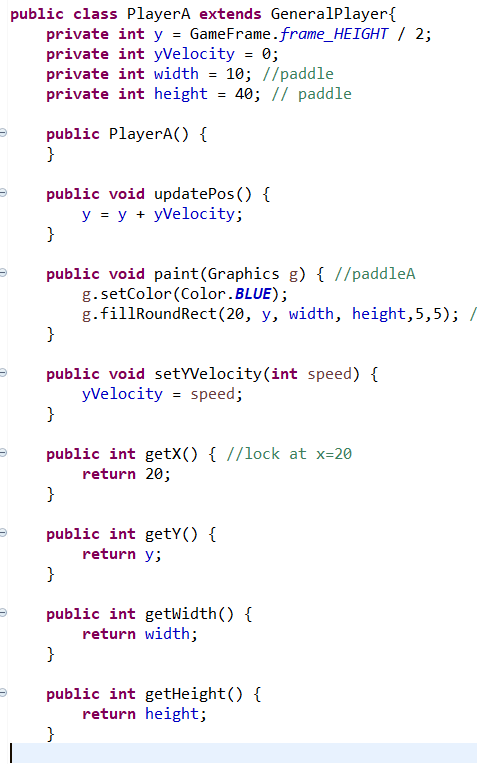 public class PlayerA extends GeneralPlayer{
    private int y = GameFrame.frame_HEIGHT / 2;
    private int yVelocity = 0;
    private int width = 10; //paddle
    private int height = 40; // paddle
    public PlayerA() {
    }
    public void updatePos() {
        y = y + yVelocity;
    }
    public void paint(Graphics g) { //paddleA
        g.setColor(Color.BLUE);
        g.fillRoundRect(20, y, width, height,5,5); /
    }
    public void setYVelocity(int speed) {
        yVelocity = speed;
    }
    public int getX() { //lock at x=20
        return 20;
    }
    public int getY() {
        return y;
    }
    public int getWidth() {
        return width;
    }
    public int getHeight() {
        return height;
    }